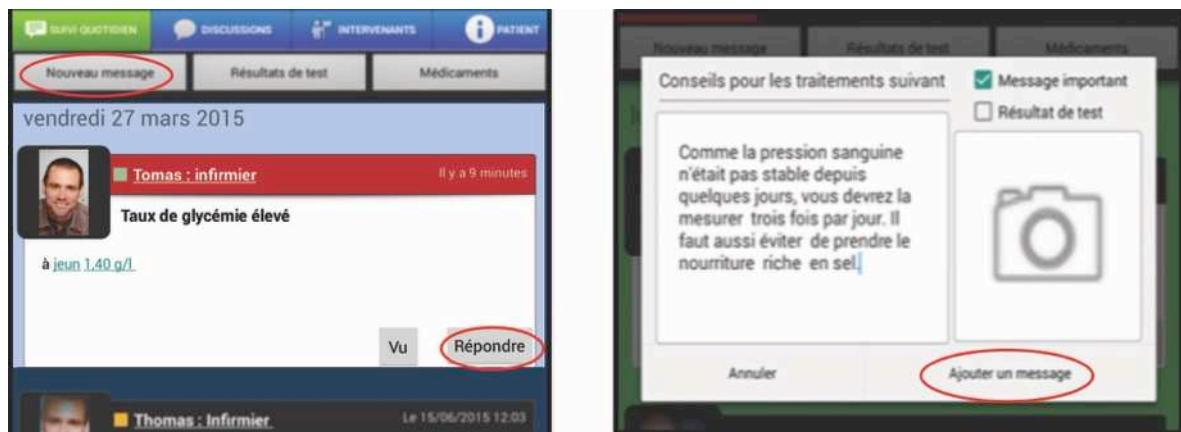 SUIVI QUOTIDIEN
DISCUSSIONS
INTERVENANTS
PATIENT
Nouveau message
Résultats de test
Médicaments
vendredi 27 mars 2015
Tomas : infirmier
Il y a 9 minutes
Taux de glycémie élevé
à jeun 1,40 g/l
Vu
Répondre
Thomas : Infirmier
Le 15/06/2015 12:03
Nouveau message
Résultats de test
Médicaments
Conseils pour les traitements suivant
Message important
Résultat de test
Comme la pression sanguine
n'était pas stable depuis
quelques jours, vous devrez la
mesurer trois fois par jour. Il
faut aussi éviter de prendre le
nourriture riche en sel.
Annuler
Ajouter un message